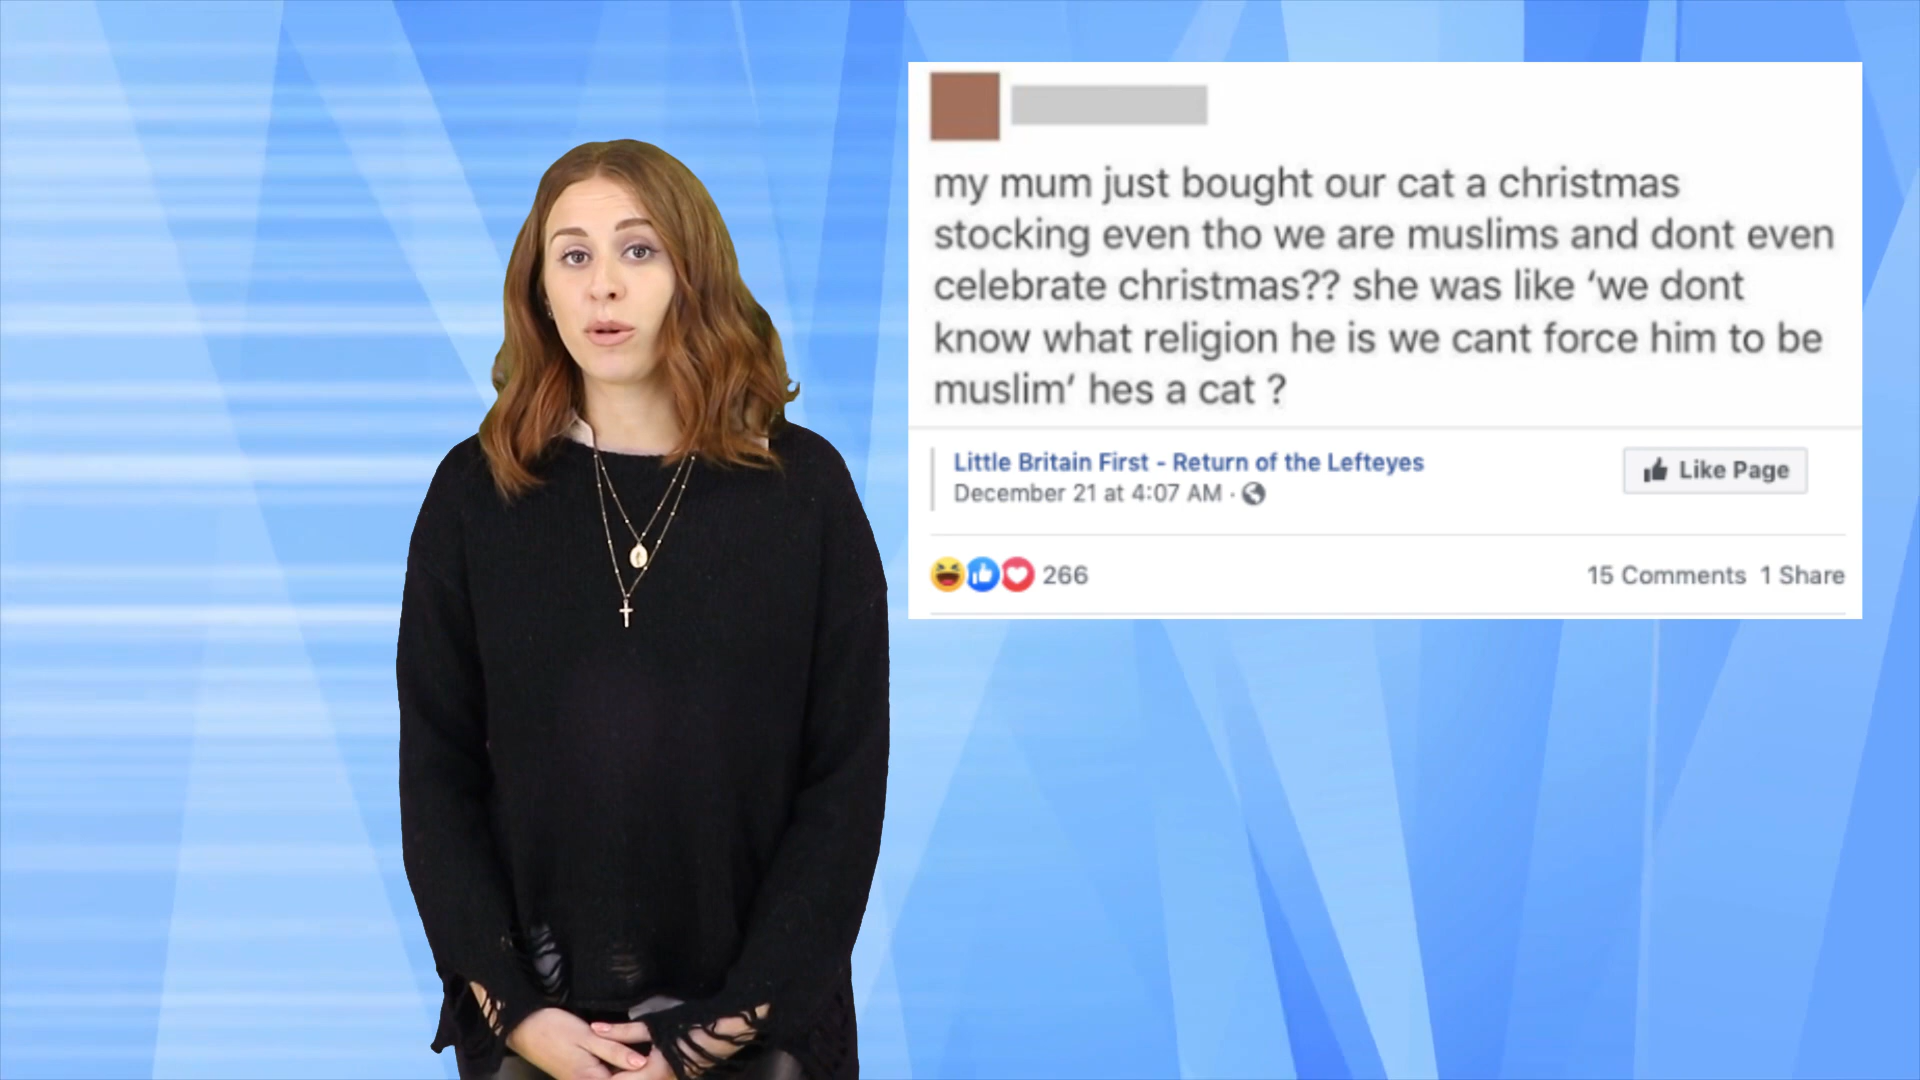 my mum just bought our cat a christmas
stocking even tho we are muslims and dont even
celebrate christmas?? she was like ‘we dont
know what religion he is we cant force him to be
muslim’ hes a cat ?
Little Britain First - Return of the Lefteyes
Like Page
December 21 at 4:07 AM ·
266
15 Comments 1 Share